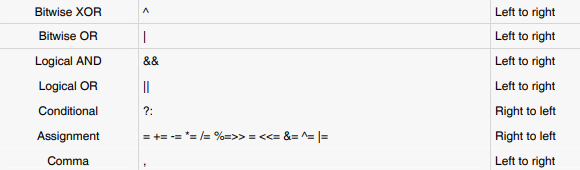 Bitwise XOR ^ Left to right
Bitwise OR | Left to right
Logical AND && Left to right
Logical OR || Left to right
Conditional ?: Right to left
Assignment = += -= *= /= %=>> = <<= &= ^= |= Right to left
Comma , Left to right